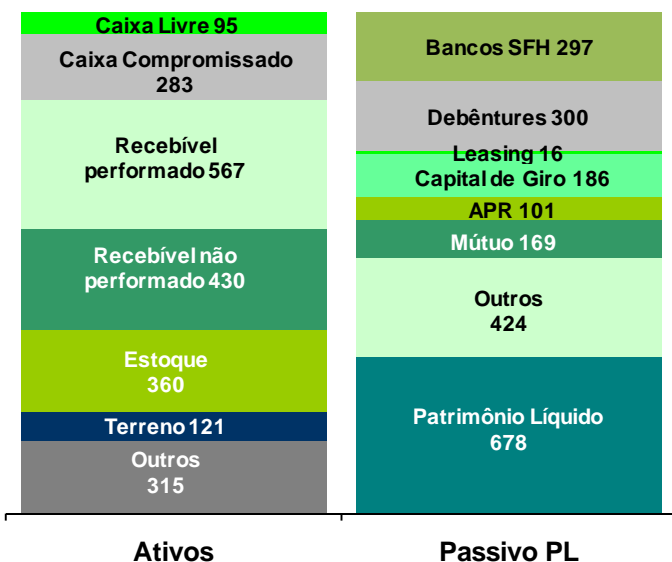 Caixa Livre 95
Caixa Compromissado
283
Recebível
performado 567
Recebível não
performado 430
Estoque
360
Terreno 121
Outros
315
Ativos
Bancos SFH 297
Debêntures 300
Leasing 16
Capital de Giro 186
APR 101
Mútuo 169
Outros
424
Patrimônio Líquido
678
Passivo PL